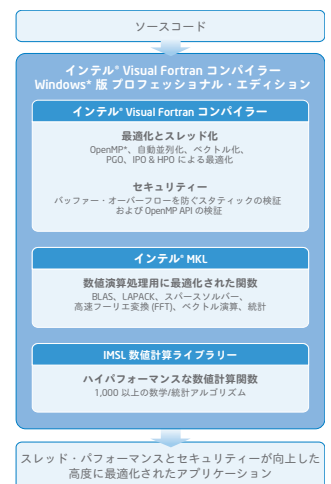 ソースコード
インテル® Visual Fortran コンパイラー
Windows* 版 プロフェッショナル・エディション
インテル® Visual Fortran コンパイラー
最適化とスレッド化
OpenMP*、自動並列化、ベクトル化、
PGO、IPO & HPO による最適化
セキュリティー
バッファー・オーバーフローを防ぐスタティックの検証
および OpenMP API の検証
インテル® MKL
数値演算処理用に最適化された関数
BLAS、LAPACK、スパースソルバー、
高速フーリエ変換 (FFT)、ベクトル演算、統計
IMSL 数値計算ライブラリー
ハイパフォーマンスな数値計算関数
1,000 以上の数学/統計アルゴリズム
スレッド・パフォーマンスとセキュリティーが向上した
高度に最適化されたアプリケーション